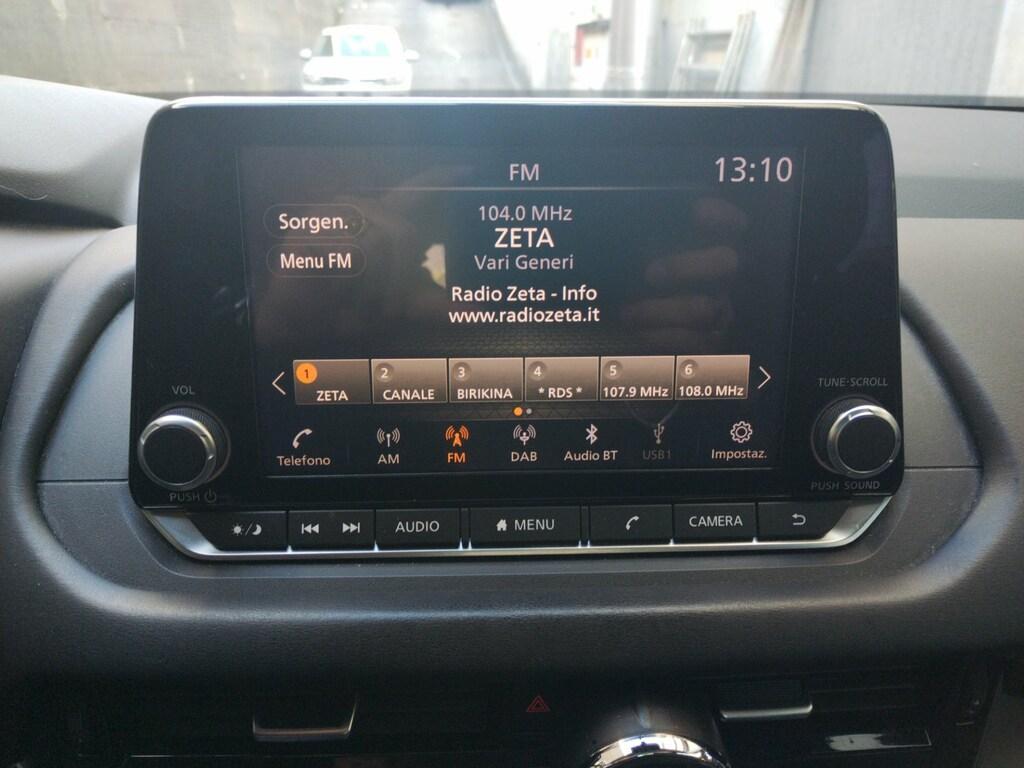 FM
13:10
Sorgen.
104.0 MHz
ZETA
Menu FM
Vari Generi
Radio Zeta - Info
www.radiozeta.it
1 ZETA
2 CANALE
3 BIRIKINA
4 * RDS *
5 107.9 MHz
6 108.0 MHz
VOL
TUNE·SCROLL
Telefono
AM
FM
DAB
Audio BT
USB1
Impostaz.
PUSH
PUSH SOUND
AUDIO
MENU
CAMERA